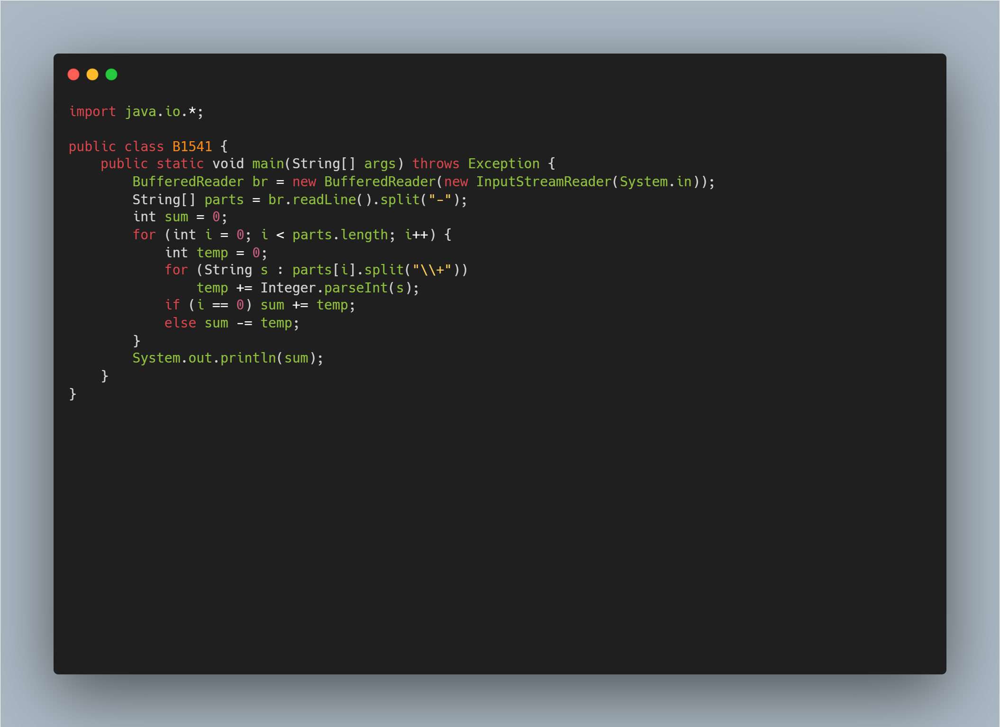 import java.io.*;

public class B1541 {
    public static void main(String[] args) throws Exception {
        BufferedReader br = new BufferedReader(new InputStreamReader(System.in));
        String[] parts = br.readLine().split("-");
        int sum = 0;
        for (int i = 0; i < parts.length; i++) {
            int temp = 0;
            for (String s : parts[i].split("\\+"))
                temp += Integer.parseInt(s);
            if (i == 0) sum += temp;
            else sum -= temp;
        }
        System.out.println(sum);
    }
}